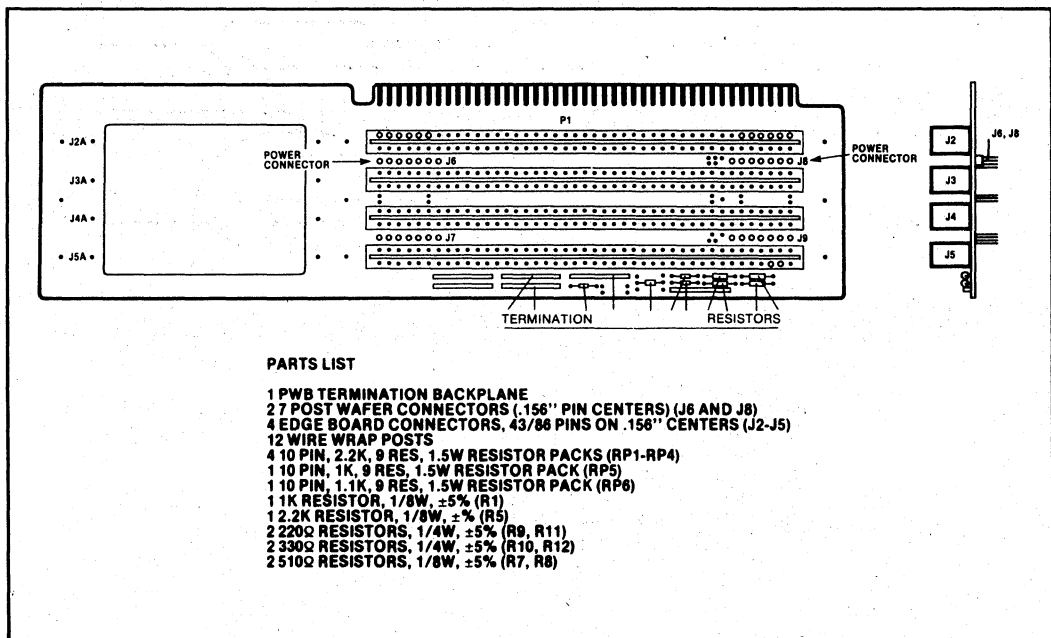 P1
J2A
POWER
CONNECTOR
J6
J8
POWER
CONNECTOR
J3A
J4A
J7
J9
J5A
TERMINATION
RESISTORS
J2
J6, J8
J3
J4
J5
PARTS LIST
1 PWB TERMINATION BACKPLANE
2 7 POST WAFER CONNECTORS (.156'' PIN CENTERS) (J6 AND J8)
4 EDGE BOARD CONNECTORS, 43/86 PINS ON .156'' CENTERS (J2-J5)
12 WIRE WRAP POSTS
4 10 PIN, 2.2K, 9 RES, 1.5W RESISTOR PACKS (RP1-RP4)
1 10 PIN, 1K, 9 RES, 1.5W RESISTOR PACK (RP5)
1 10 PIN, 1.1K, 9 RES, 1.5W RESISTOR PACK (RP6)
1 1K RESISTOR, 1/8W, ±5% (R1)
1 2.2K RESISTOR, 1/8W, ±% (R5)
2 220Ω RESISTORS, 1/4W, ±5% (R9, R11)
2 330Ω RESISTORS, 1/4W, ±5% (R10, R12)
2 510Ω RESISTORS, 1/8W, ±5% (R7, R8)